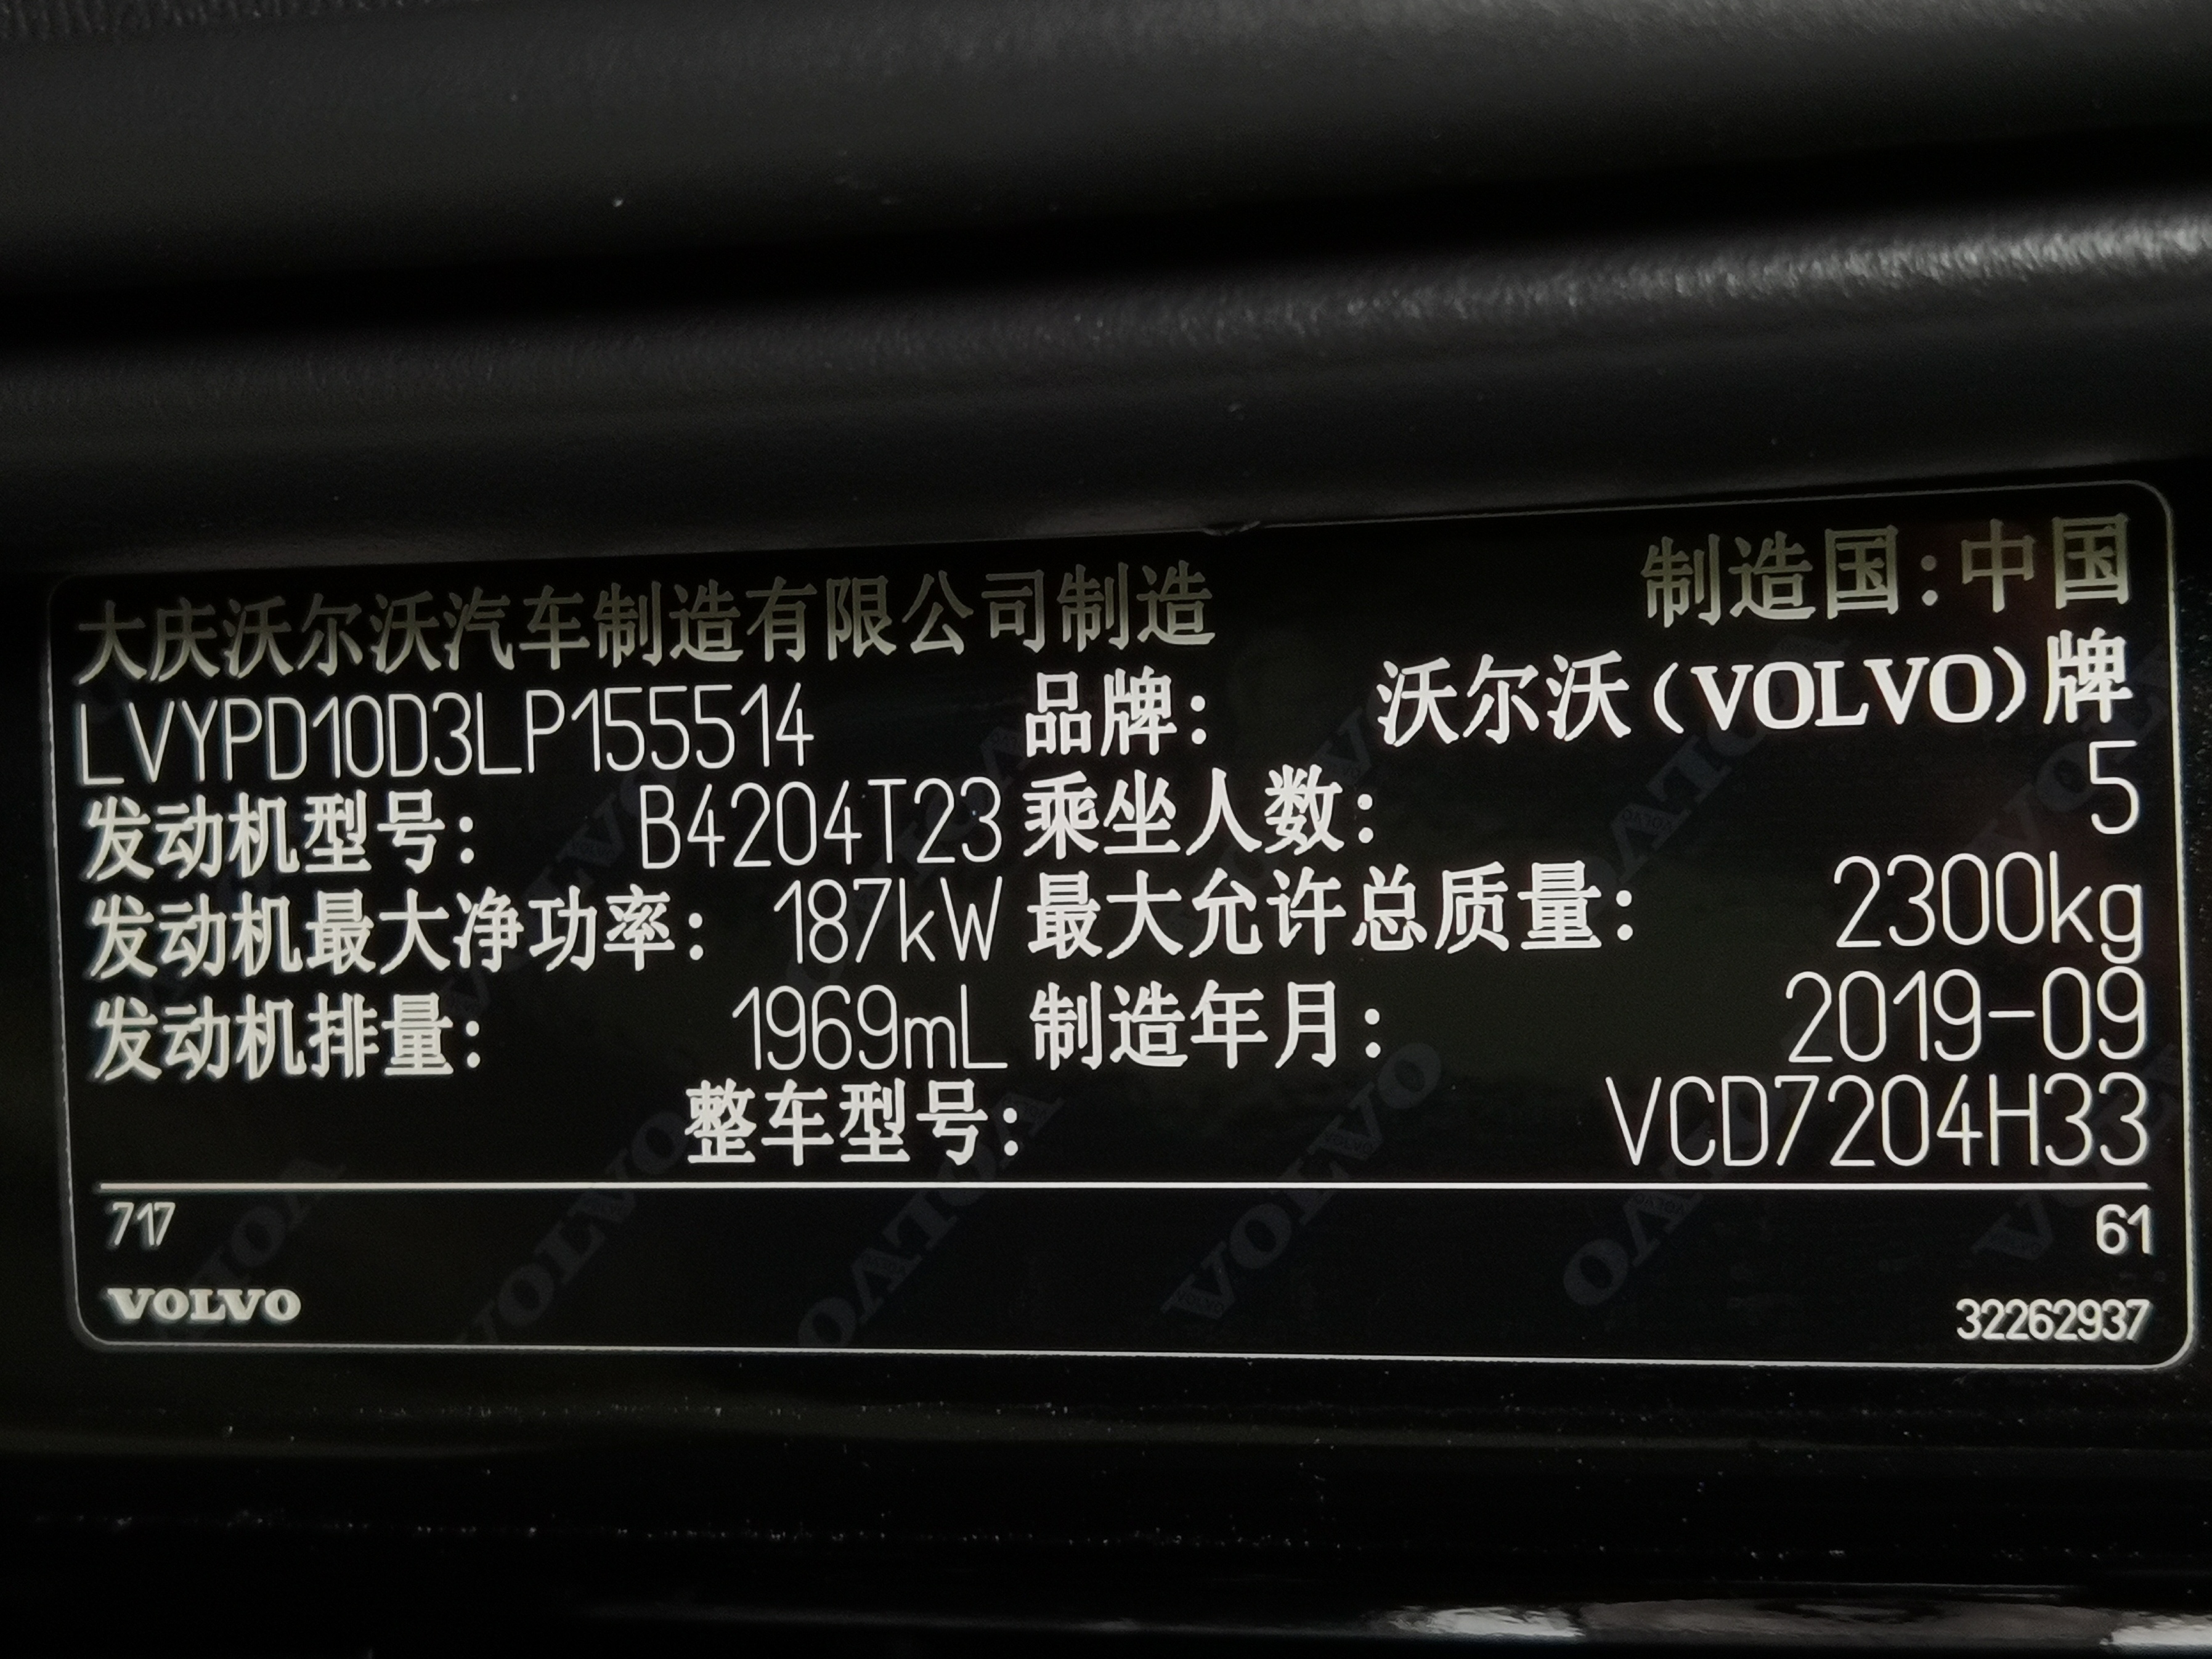 大庆沃尔沃汽车制造有限公司制造 制造国:中国
LVYPD10D3LP155514 品牌: 沃尔沃(VOLVO)牌
发动机型号: B4204T23 乘坐人数: 5
发动机最大净功率: 187kW 最大允许总质量: 2300kg
发动机排量: 1969mL 制造年月: 2019-09
整车型号: VCD7204H33
717 61
VOLVO 32262937